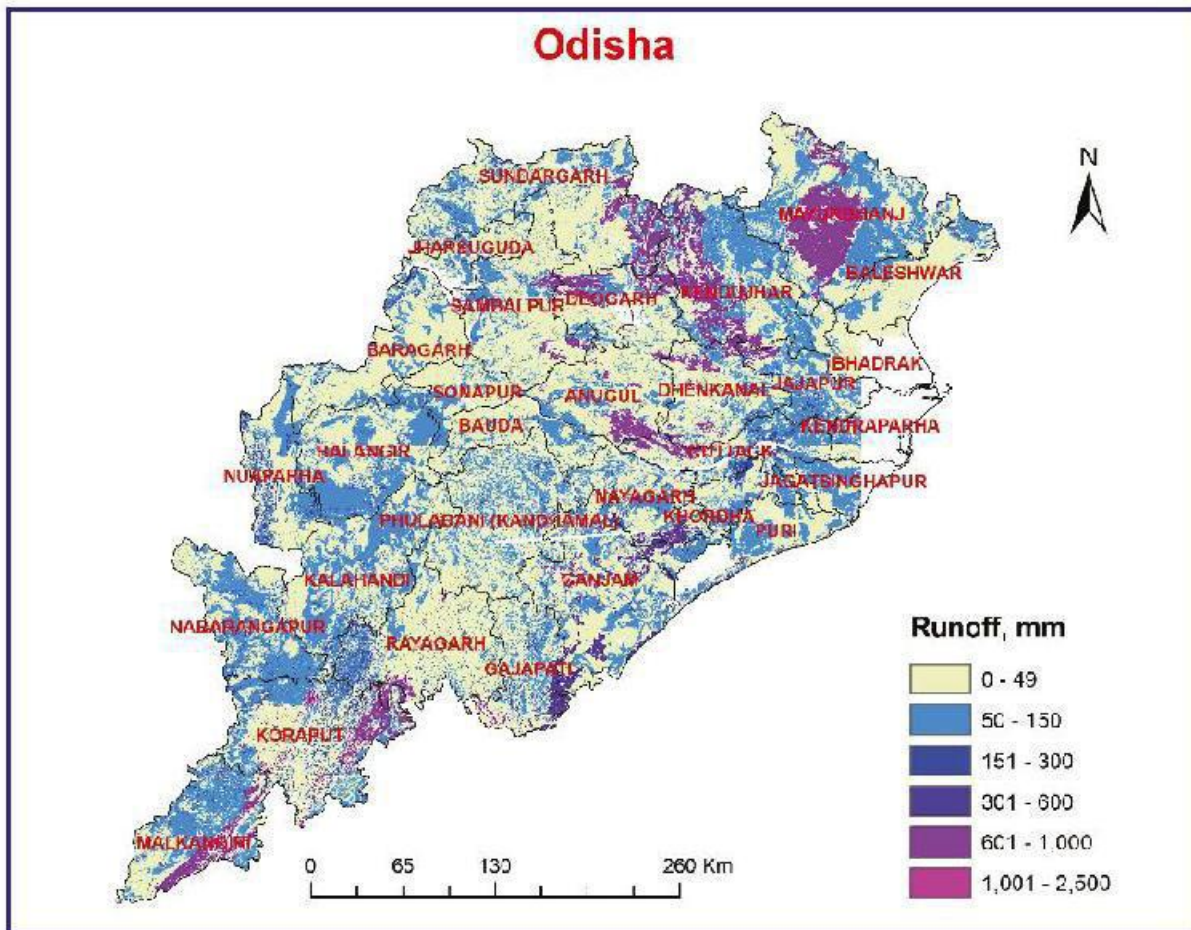 Odisha
N
SUNDARGARH
MAYURBHANJ
JHARSUGUDA
BALESHWAR
SAMBALPUR
DEOGARH
KENDUJHAR
BARAGARH
BHADRAK
SONAPUR
ANUGUL
DHENKANAL
JAJAPUR
BAUDA
KENDRAPARHA
BALANGIR
CUTTACK
NUAPARHA
JAGATSINGHAPUR
NAYAGARH
PHULABANI (KANDHAMAL)
KHORDHA
PURI
KALAHANDI
GANJAM
NABARANGAPUR
RAYAGARH
GAJAPATI
KORAPUT
MALKANGIRI
Runoff, mm
0 - 49
50 - 150
151 - 300
301 - 600
601 - 1,000
1,001 - 2,500
0 65 130 260 Km